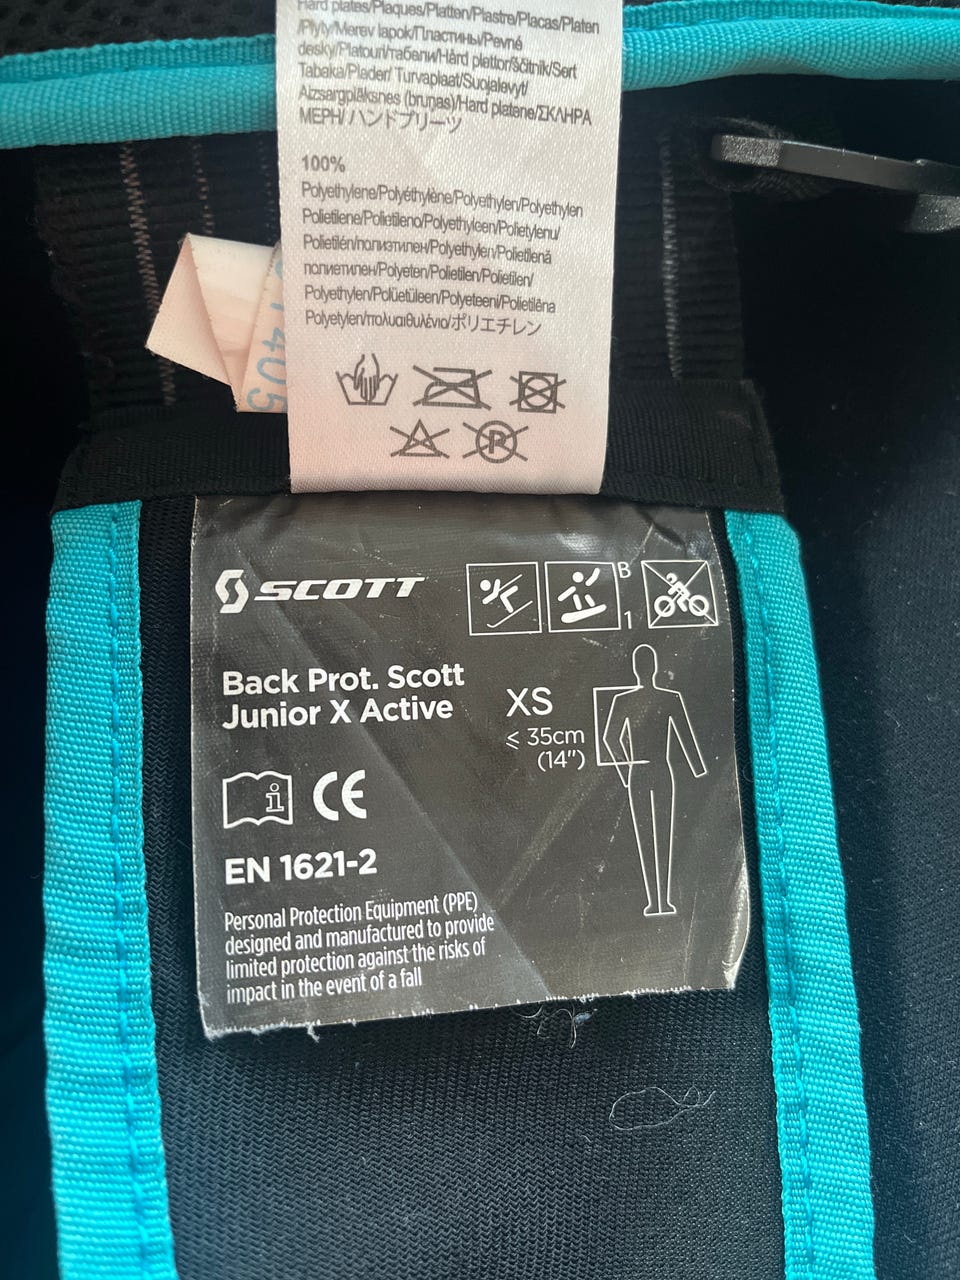 Hard plates/Plaques/Platten/Piastre/Placas/Platen
/Płyty/Merev lapok/Пластины/Pevné
desky/Platouri/табели/Hård plattor/ščitnik/Sert
Tabaka/Plader/ Turvaplaat/Suojalevyt/
Aizsargplāksnes (bruņas)/Hard platene/ΣΚΛΗΡΑ
ΜΕΡΗ/ ハンドプリーツ
100%
Polyethylene/Polyéthylène/Polyethylen/Polyethylen
Polietilene/Polietileno/Polyethyleen/Polietylenu/
Polietilén/полиэтилен/Polyethylen/Polietilenă
полиетилен/Polyeten/Polietilen/Polietilen/
Polyethylen/Polüetüleen/Polyeteeni/Polietilēna
Polyetylen/πολυαιθυλένιο/ポリエチレン
P
1405
SCOTT
B
1
Back Prot. Scott
Junior X Active
XS
⩽ 35cm
(14")
i CE
EN 1621-2
Personal Protection Equipment (PPE)
designed and manufactured to provide
limited protection against the risks of
impact in the event of a fall